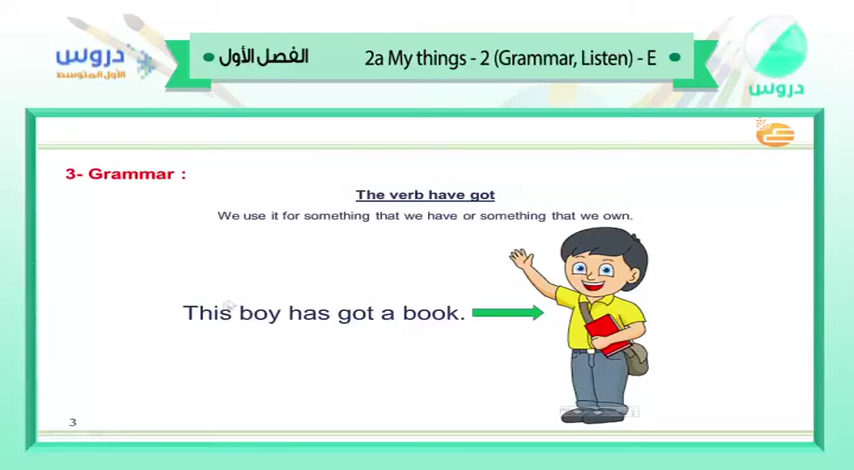 دروس
الأول المتوسط
الفصل الأول
2a My things - 2 (Grammar, Listen) - E
دروس
3- Grammar :
The verb have got
We use it for something that we have or something that we own.
This boy has got a book.
3